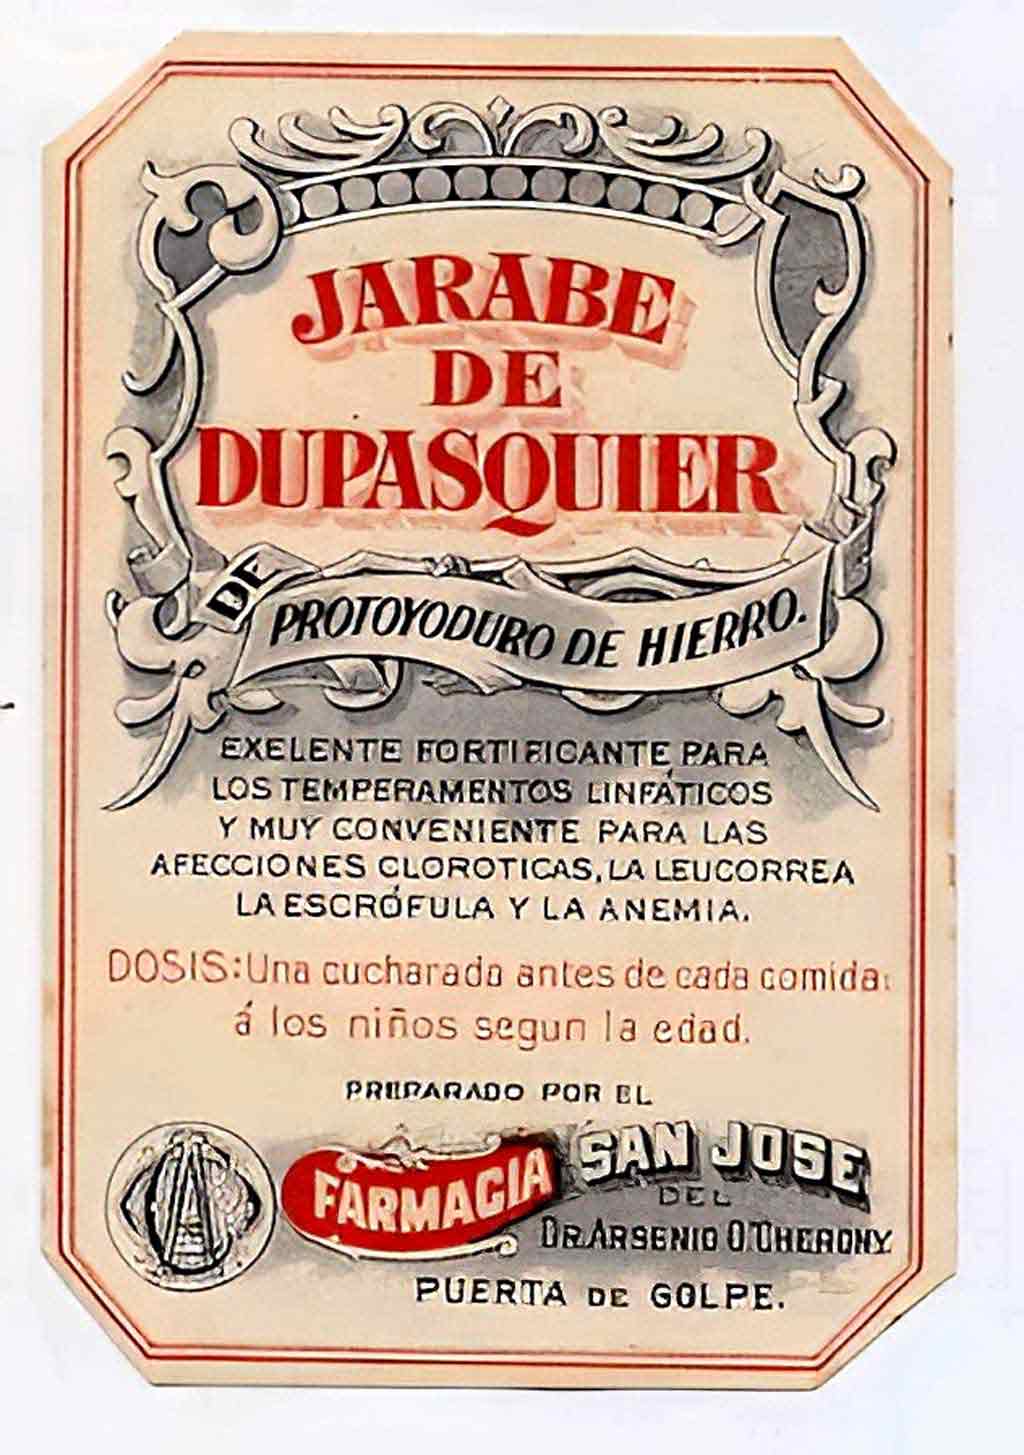 JARABE
DE
DUPASQUIER
DE PROTOYODURO DE HIERRO.
EXELENTE FORTIFICANTE PARA
LOS TEMPERAMENTOS LINFÁTICOS
Y MUY CONVENIENTE PARA LAS
AFECCIONES CLOROTICAS, LA LEUCORREA
LA ESCRÓFULA Y LA ANEMIA.
DOSIS: Una cucharada antes de cada comida:
á los niños segun la edad.
PREPARADO POR EL
FARMACIA SAN JOSE
DEL
DR. ARSENIO
PUERTA DE GOLPE.